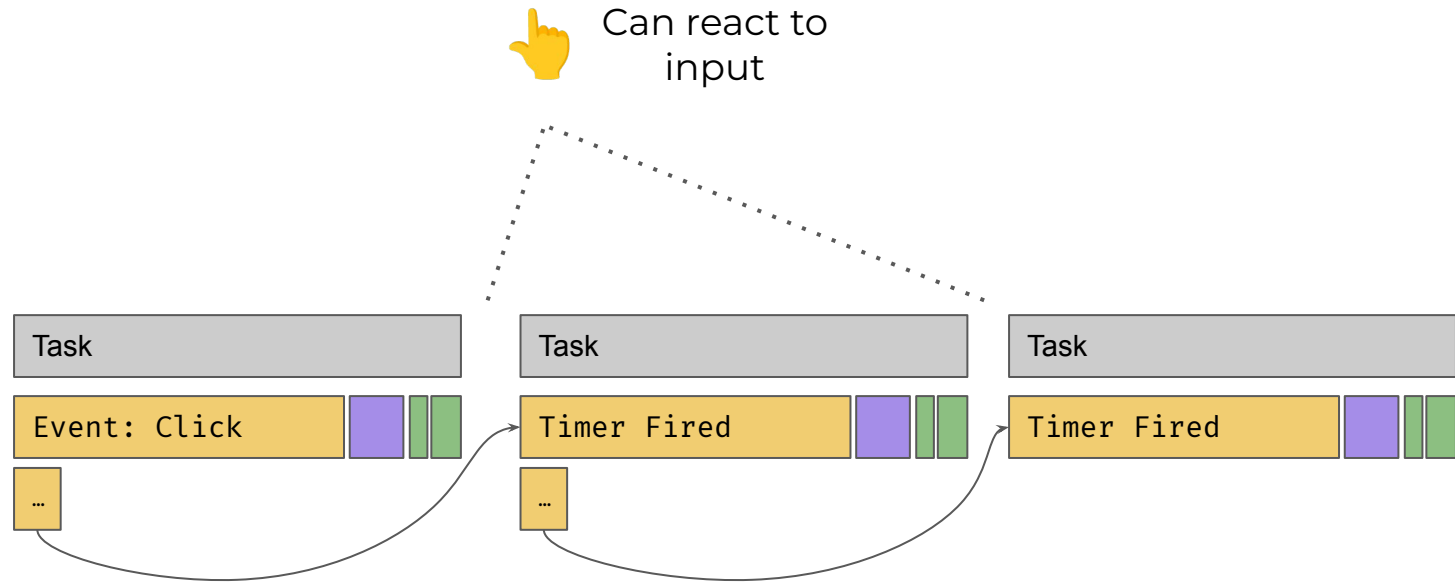 Can react to
input
Task
Task
Task
Event: Click
Timer Fired
Timer Fired
…
…